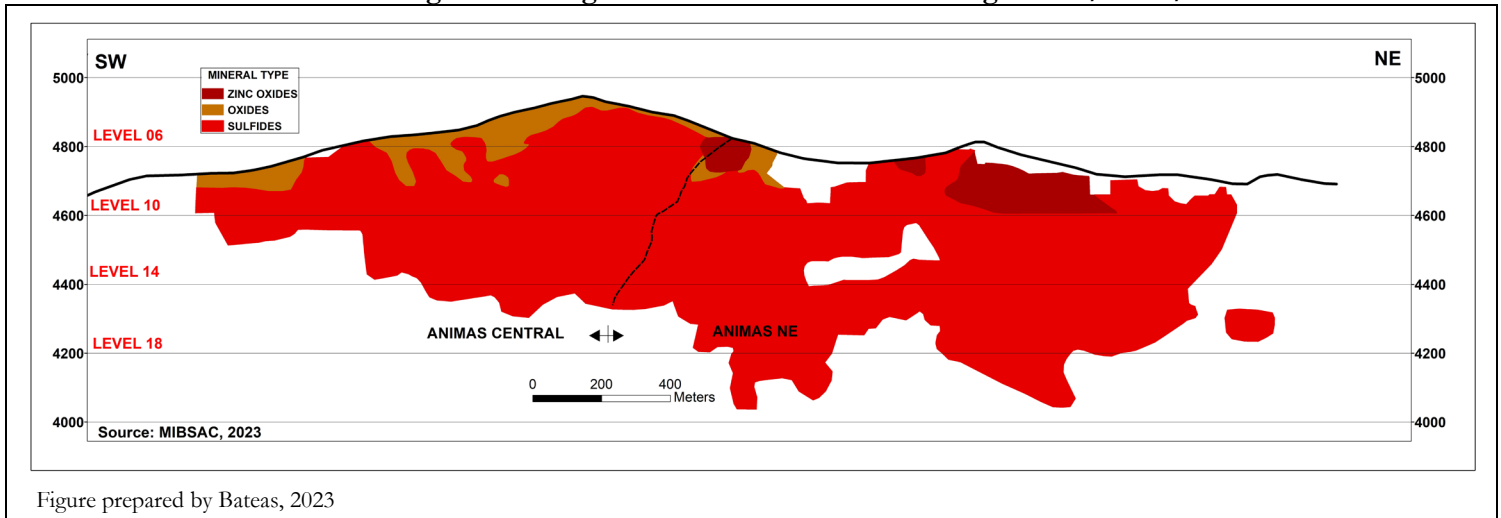 SW
NE
5000
5000
MINERAL TYPE
ZINC OXIDES
OXIDES
SULFIDES
LEVEL 06
4800
4800
LEVEL 10
4600
4600
LEVEL 14
4400
4400
ANIMAS CENTRAL
ANIMAS NE
LEVEL 18
4200
4200
0 200 400
Meters
4000
4000
Source: MIBSAC, 2023
Figure prepared by Bateas, 2023